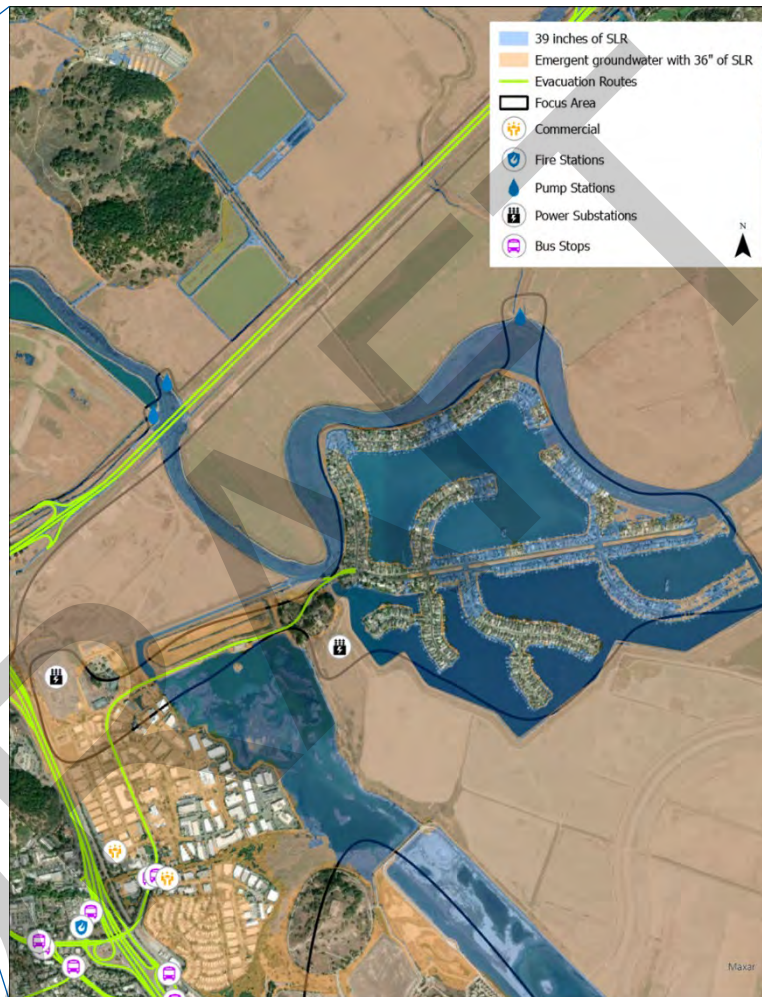 39 inches of SLR
Emergent groundwater with 36" of SLR
Evacuation Routes
Focus Area
Commercial
Fire Stations
Pump Stations
Power Substations
Bus Stops
N
DRAFT
Maxar